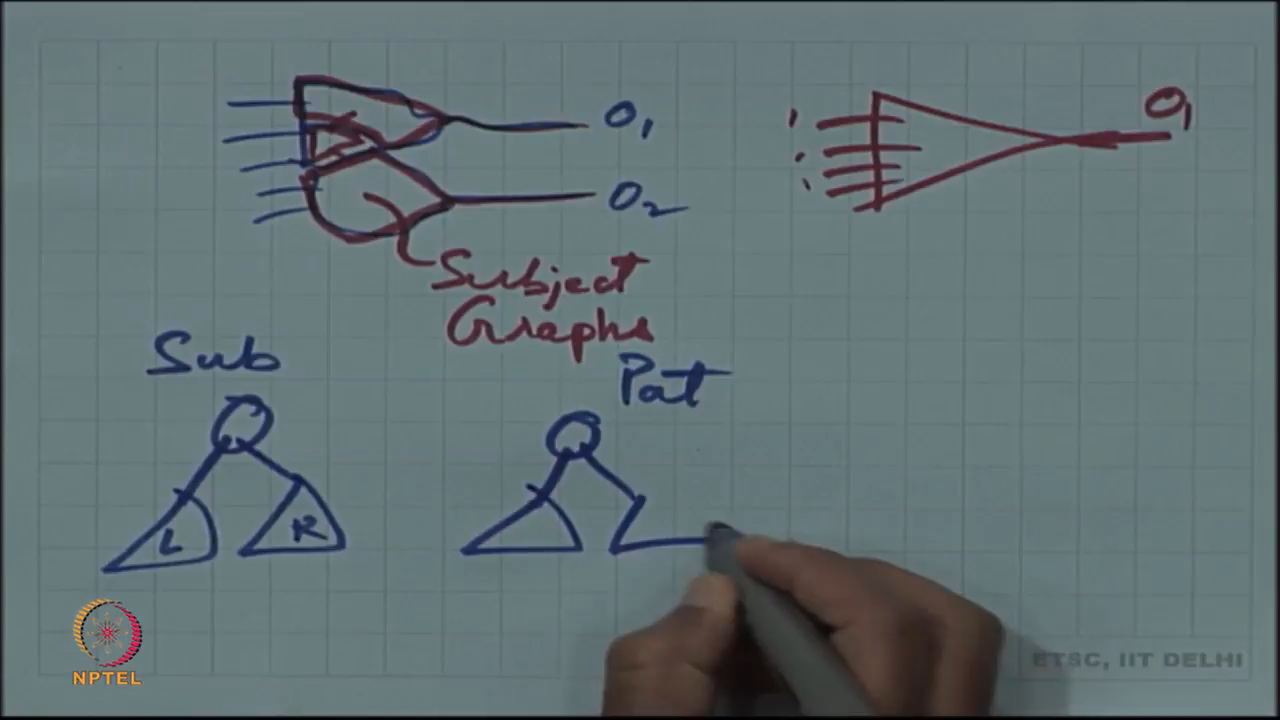 O1
O2
O1
Subject
Graphs
Sub
Pat
L
R
NPTEL
ETSC, IIT DELHI